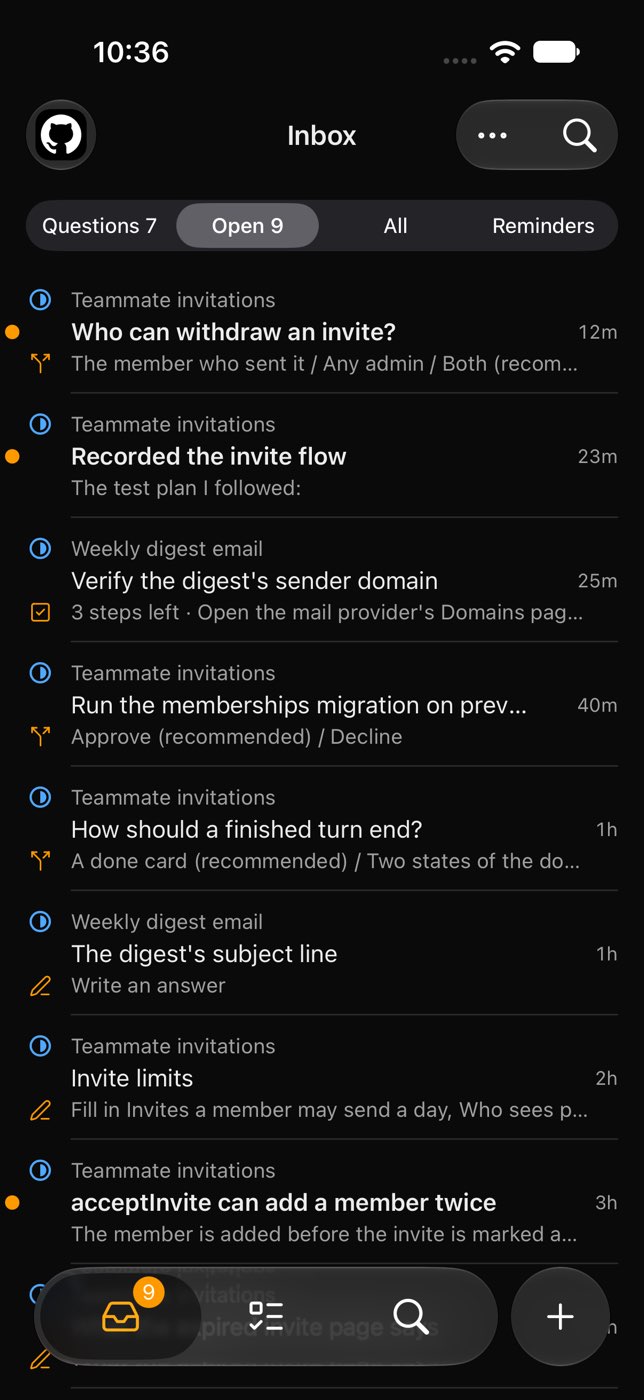 10:36
Inbox
Questions 7
Open 9
All
Reminders
Teammate invitations
Who can withdraw an invite?
12m
The member who sent it / Any admin / Both (recom...
Teammate invitations
Recorded the invite flow
23m
The test plan I followed:
Weekly digest email
Verify the digest's sender domain
25m
3 steps left · Open the mail provider's Domains pag...
Teammate invitations
Run the memberships migration on prev...
40m
Approve (recommended) / Decline
Teammate invitations
How should a finished turn end?
1h
A done card (recommended) / Two states of the do...
Weekly digest email
The digest's subject line
1h
Write an answer
Teammate invitations
Invite limits
2h
Fill in Invites a member may send a day, Who sees p...
Teammate invitations
acceptInvite can add a member twice
3h
The member is added before the invite is marked a...
invitations
expired invite page says
9